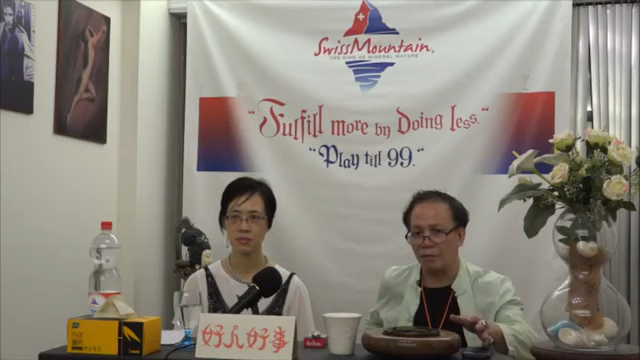 SwissMountain®
THE KING OF MINERAL WATERS
"Fulfill more by Doing less."
"Play till 99."
好人好事